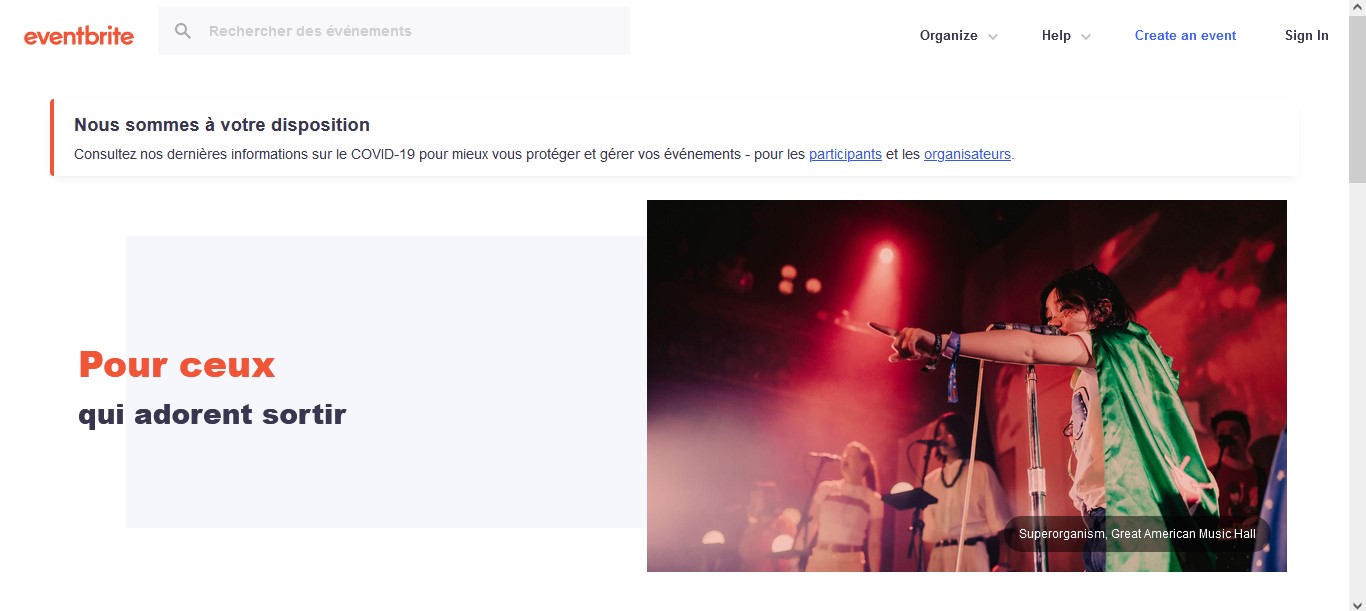 eventbrite
Rechercher des événements
Organize
Help
Create an event
Sign In
Nous sommes à votre disposition
Consultez nos dernières informations sur le COVID-19 pour mieux vous protéger et gérer vos événements - pour les participants et les organisateurs.
Pour ceux
qui adorent sortir
Superorganism, Great American Music Hall